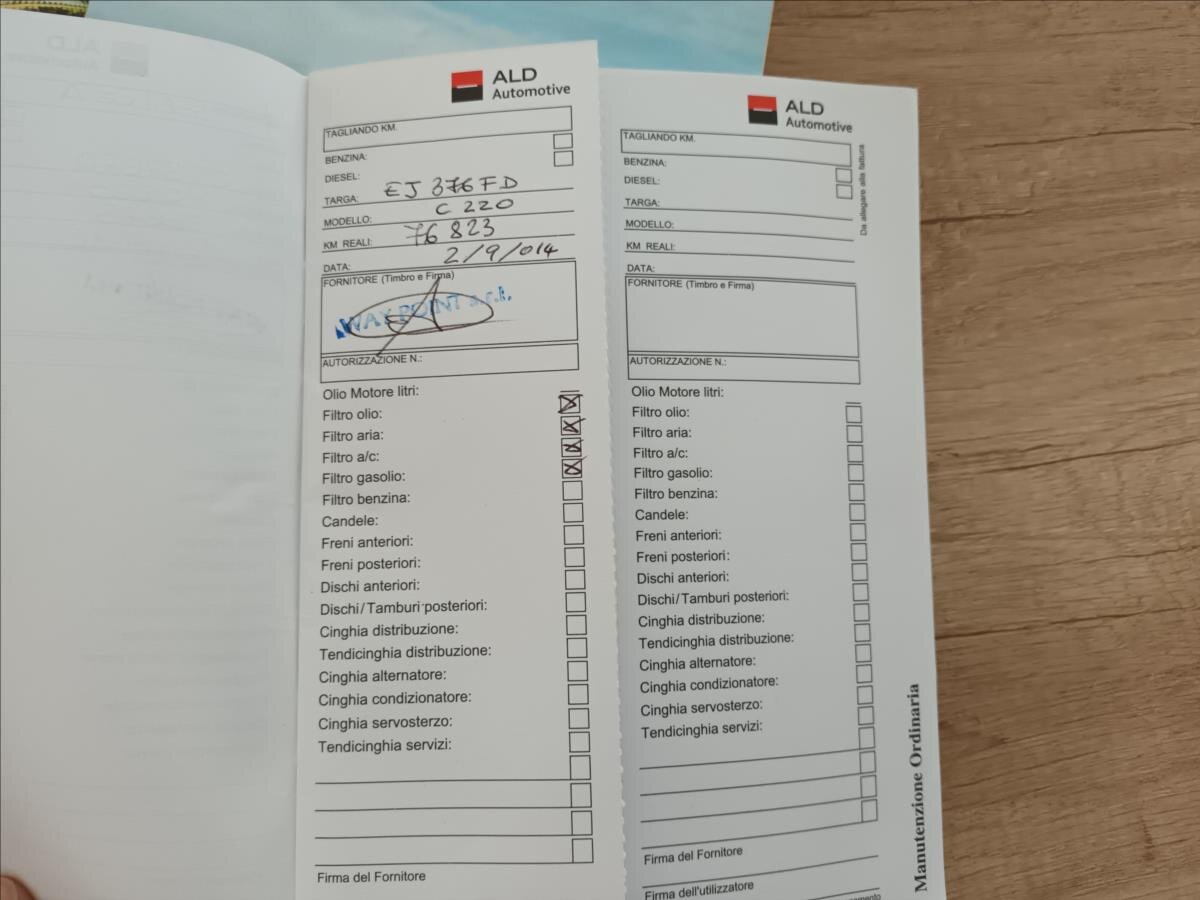 ALD
Automotive
TAGLIANDO KM.
BENZINA:
DIESEL:
TARGA: EJ 376FD
MODELLO: C 220
KM REALI: 76 823
DATA: 2/9/014
FORNITORE (Timbro e Firma)
WAY POINT s.r.l.
AUTORIZZAZIONE N.:
Olio Motore litri:
Filtro olio:
Filtro aria:
Filtro a/c:
Filtro gasolio:
Filtro benzina:
Candele:
Freni anteriori:
Freni posteriori:
Dischi anteriori:
Dischi/Tamburi posteriori:
Cinghia distribuzione:
Tendicinghia distribuzione:
Cinghia alternatore:
Cinghia condizionatore:
Cinghia servosterzo:
Tendicinghia servizi:
Firma del Fornitore
ALD
Automotive
TAGLIANDO KM.
BENZINA:
DIESEL:
TARGA:
MODELLO:
KM REALI:
DATA:
FORNITORE (Timbro e Firma)
AUTORIZZAZIONE N.:
Olio Motore litri:
Filtro olio:
Filtro aria:
Filtro a/c:
Filtro gasolio:
Filtro benzina:
Candele:
Freni anteriori:
Freni posteriori:
Dischi anteriori:
Dischi/Tamburi posteriori:
Cinghia distribuzione:
Tendicinghia distribuzione:
Cinghia alternatore:
Cinghia condizionatore:
Cinghia servosterzo:
Tendicinghia servizi:
Firma del Fornitore
Firma dell'utilizzatore
Da allegare alla fattura
Manutenzione Ordinaria